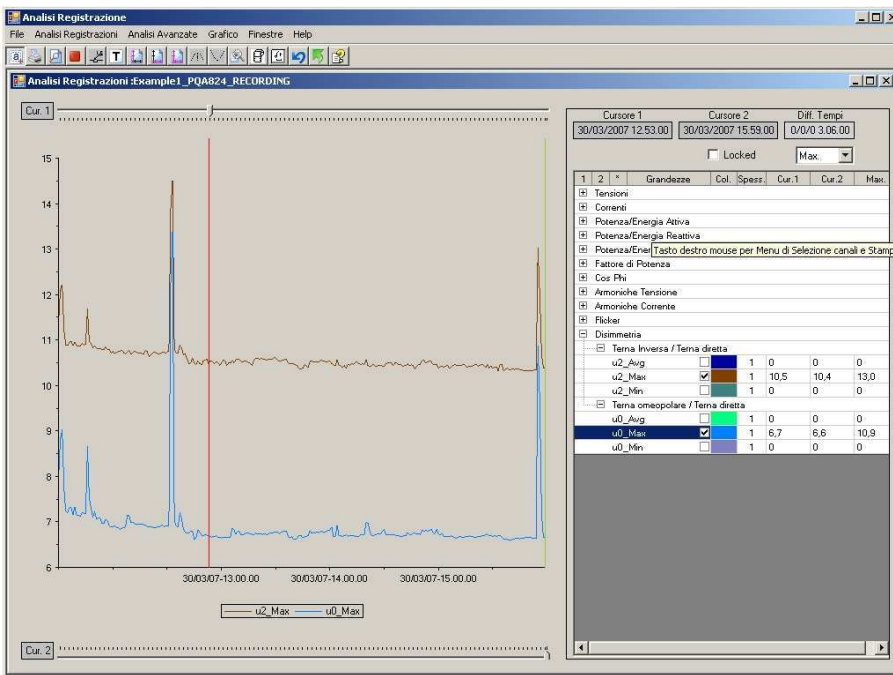 Analisi Registrazione
File Analisi Registrazioni Analisi Avanzate Grafico Finestre Help
Analisi Registrazioni :Example1_PQA824_RECORDING
Cur. 1
15
14
13
12
11
10
9
8
7
6
30/03/07-13.00.00 30/03/07-14.00.00 30/03/07-15.00.00
u2_Max u0_Max
Cur. 2
Cursore 1 Cursore 2 Diff. Tempi
30/03/2007 12.53.00 30/03/2007 15.59.00 0/0/0 3.06.00
Locked Max.
1 2 * Grandezze Col. Spess. Cur.1 Cur.2 Max.
Tensioni
Correnti
Potenza/Energia Attiva
Potenza/Energia Reattiva
Potenza/Ener Tasto destro mouse per Menu di Selezione canali e Stamp
Fattore di Potenza
Cos Phi
Armoniche Tensione
Armoniche Corrente
Flicker
Disimmetria
Terna Inversa / Terna diretta
u2_Avg 1 0 0 0
u2_Max 1 10,5 10,4 13,0
u2_Min 1 0 0 0
Terna omeopolare / Terna diretta
u0_Avg 1 0 0 0
u0_Max 1 6,7 6,6 10,9
u0_Min 1 0 0 0